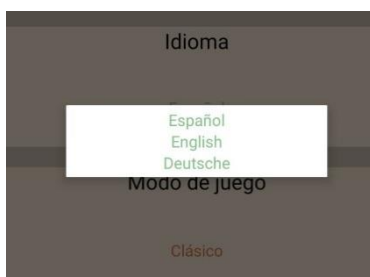 Idioma
Español
English
Deutsche
Modo de juego
Clásico